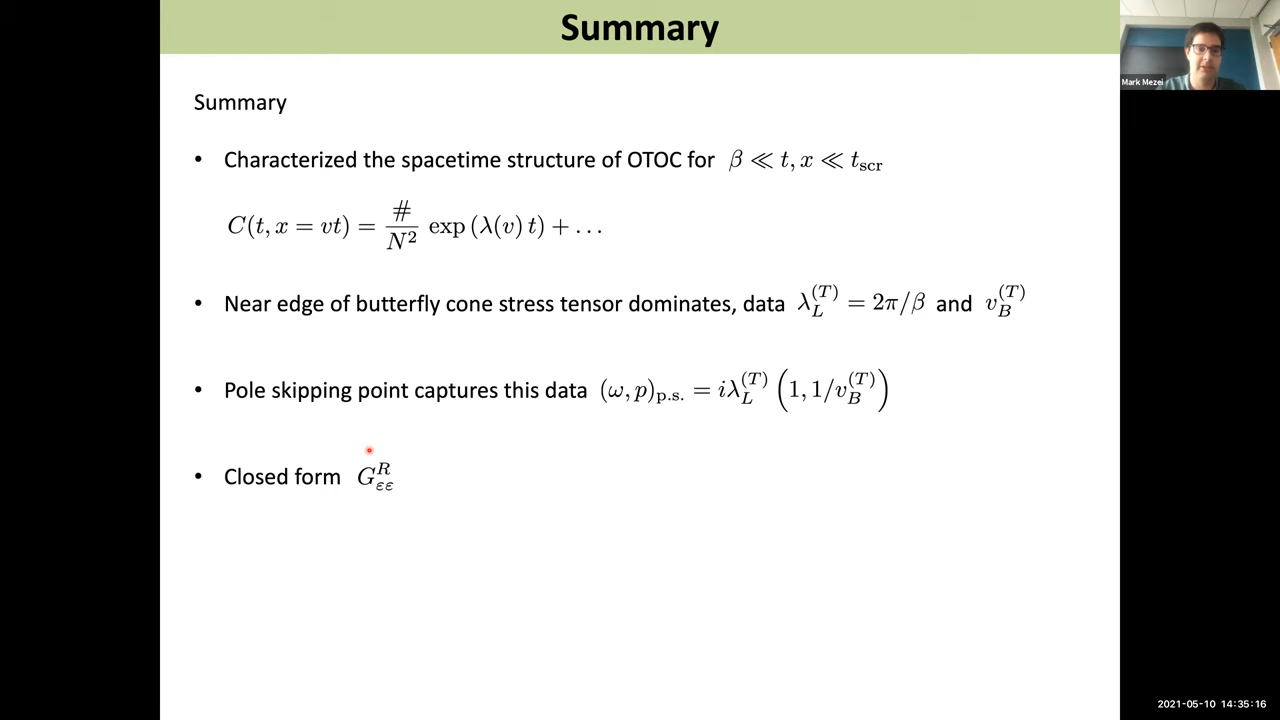 Summary
Mark Mezei
Summary
• Characterized the spacetime structure of OTOC for β ≪ t, x ≪ t_scr
C(t, x = vt) = #/N² exp (λ(v) t) + ...
• Near edge of butterfly cone stress tensor dominates, data λ_L^(T) = 2π/β and v_B^(T)
• Pole skipping point captures this data (ω, p)_p.s. = iλ_L^(T) (1, 1/v_B^(T))
• Closed form G^R_εε
2021-05-10 14:35:16